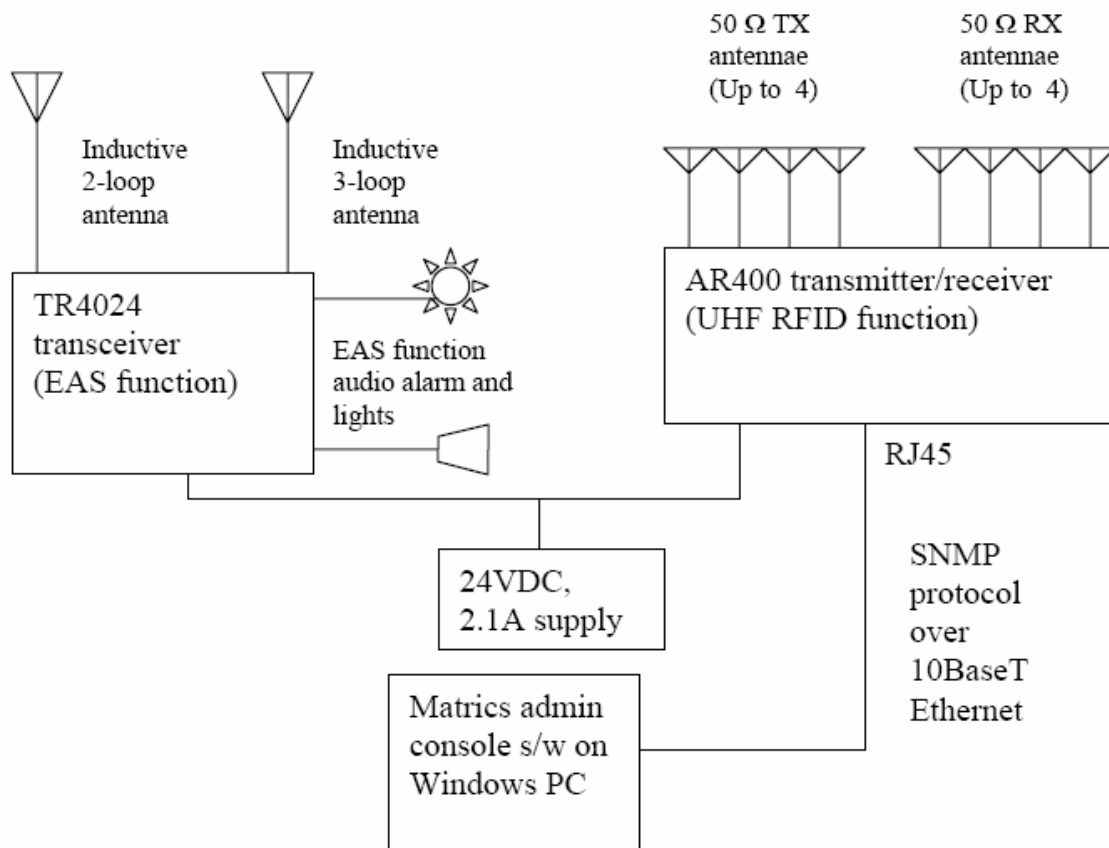 50 Ω TX
antennae
(Up to 4)
50 Ω RX
antennae
(Up to 4)
Inductive
2-loop
antenna
Inductive
3-loop
antenna
TR4024
transceiver
(EAS function)
EAS function
audio alarm and
lights
AR400 transmitter/receiver
(UHF RFID function)
RJ45
24VDC,
2.1A supply
SNMP
protocol
over
10BaseT
Ethernet
Matrics admin
console s/w on
Windows PC